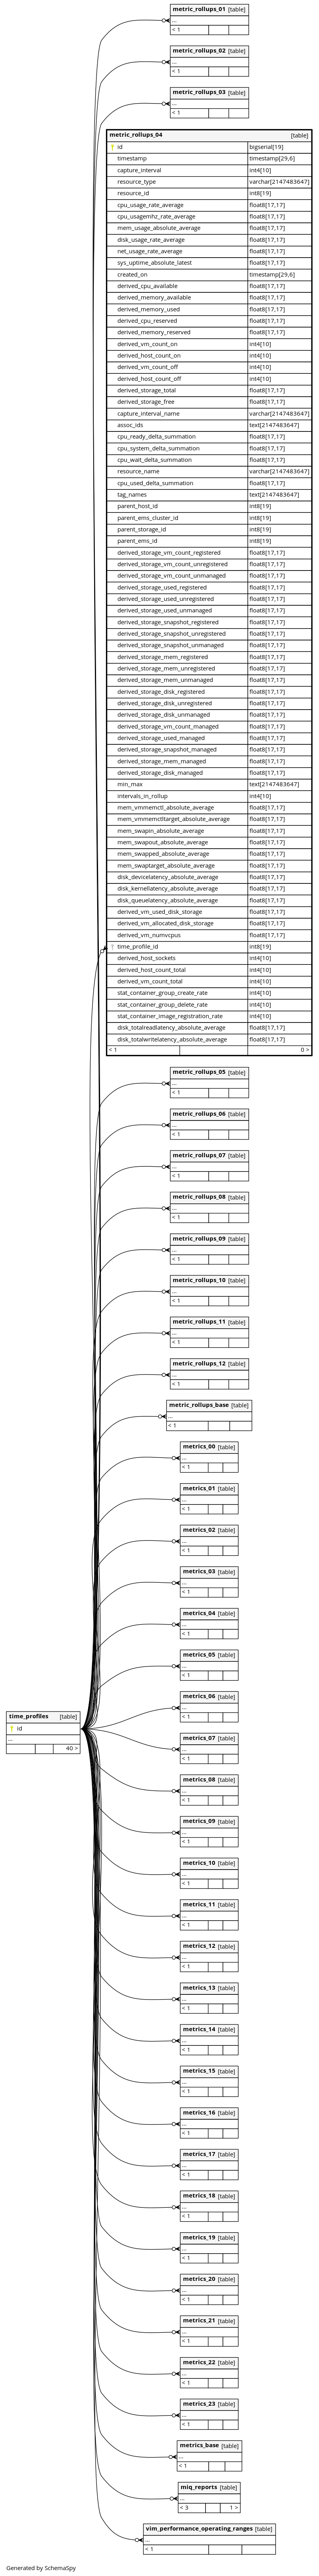 metric_rollups_01 [table]
...
< 1
metric_rollups_02 [table]
...
< 1
metric_rollups_03 [table]
...
< 1
metric_rollups_04 [table]
id bigserial[19]
timestamp timestamp[29,6]
capture_interval int4[10]
resource_type varchar[2147483647]
resource_id int8[19]
cpu_usage_rate_average float8[17,17]
cpu_usagemhz_rate_average float8[17,17]
mem_usage_absolute_average float8[17,17]
disk_usage_rate_average float8[17,17]
net_usage_rate_average float8[17,17]
sys_uptime_absolute_latest float8[17,17]
created_on timestamp[29,6]
derived_cpu_available float8[17,17]
derived_memory_available float8[17,17]
derived_memory_used float8[17,17]
derived_cpu_reserved float8[17,17]
derived_memory_reserved float8[17,17]
derived_vm_count_on int4[10]
derived_host_count_on int4[10]
derived_vm_count_off int4[10]
derived_host_count_off int4[10]
derived_storage_total float8[17,17]
derived_storage_free float8[17,17]
capture_interval_name varchar[2147483647]
assoc_ids text[2147483647]
cpu_ready_delta_summation float8[17,17]
cpu_system_delta_summation float8[17,17]
cpu_wait_delta_summation float8[17,17]
resource_name varchar[2147483647]
cpu_used_delta_summation float8[17,17]
tag_names text[2147483647]
parent_host_id int8[19]
parent_ems_cluster_id int8[19]
parent_storage_id int8[19]
parent_ems_id int8[19]
derived_storage_vm_count_registered float8[17,17]
derived_storage_vm_count_unregistered float8[17,17]
derived_storage_vm_count_unmanaged float8[17,17]
derived_storage_used_registered float8[17,17]
derived_storage_used_unregistered float8[17,17]
derived_storage_used_unmanaged float8[17,17]
derived_storage_snapshot_registered float8[17,17]
derived_storage_snapshot_unregistered float8[17,17]
derived_storage_snapshot_unmanaged float8[17,17]
derived_storage_mem_registered float8[17,17]
derived_storage_mem_unregistered float8[17,17]
derived_storage_mem_unmanaged float8[17,17]
derived_storage_disk_registered float8[17,17]
derived_storage_disk_unregistered float8[17,17]
derived_storage_disk_unmanaged float8[17,17]
derived_storage_vm_count_managed float8[17,17]
derived_storage_used_managed float8[17,17]
derived_storage_snapshot_managed float8[17,17]
derived_storage_mem_managed float8[17,17]
derived_storage_disk_managed float8[17,17]
min_max text[2147483647]
intervals_in_rollup int4[10]
mem_vmmemctl_absolute_average float8[17,17]
mem_vmmemctltarget_absolute_average float8[17,17]
mem_swapin_absolute_average float8[17,17]
mem_swapout_absolute_average float8[17,17]
mem_swapped_absolute_average float8[17,17]
mem_swaptarget_absolute_average float8[17,17]
disk_devicelatency_absolute_average float8[17,17]
disk_kernellatency_absolute_average float8[17,17]
disk_queuelatency_absolute_average float8[17,17]
derived_vm_used_disk_storage float8[17,17]
derived_vm_allocated_disk_storage float8[17,17]
derived_vm_numvcpus float8[17,17]
time_profile_id int8[19]
derived_host_sockets int4[10]
derived_host_count_total int4[10]
derived_vm_count_total int4[10]
stat_container_group_create_rate int4[10]
stat_container_group_delete_rate int4[10]
stat_container_image_registration_rate int4[10]
disk_totalreadlatency_absolute_average float8[17,17]
disk_totalwritelatency_absolute_average float8[17,17]
< 1 0 >
metric_rollups_05 [table]
...
< 1
metric_rollups_06 [table]
...
< 1
metric_rollups_07 [table]
...
< 1
metric_rollups_08 [table]
...
< 1
metric_rollups_09 [table]
...
< 1
metric_rollups_10 [table]
...
< 1
metric_rollups_11 [table]
...
< 1
metric_rollups_12 [table]
...
< 1
metric_rollups_base [table]
...
< 1
metrics_00 [table]
...
< 1
metrics_01 [table]
...
< 1
metrics_02 [table]
...
< 1
metrics_03 [table]
...
< 1
metrics_04 [table]
...
< 1
metrics_05 [table]
...
< 1
metrics_06 [table]
...
< 1
time_profiles [table]
id
...
40 >
metrics_07 [table]
...
< 1
metrics_08 [table]
...
< 1
metrics_09 [table]
...
< 1
metrics_10 [table]
...
< 1
metrics_11 [table]
...
< 1
metrics_12 [table]
...
< 1
metrics_13 [table]
...
< 1
metrics_14 [table]
...
< 1
metrics_15 [table]
...
< 1
metrics_16 [table]
...
< 1
metrics_17 [table]
...
< 1
metrics_18 [table]
...
< 1
metrics_19 [table]
...
< 1
metrics_20 [table]
...
< 1
metrics_21 [table]
...
< 1
metrics_22 [table]
...
< 1
metrics_23 [table]
...
< 1
metrics_base [table]
...
< 1
miq_reports [table]
...
< 3 1 >
vim_performance_operating_ranges [table]
...
< 1
Generated by SchemaSpy